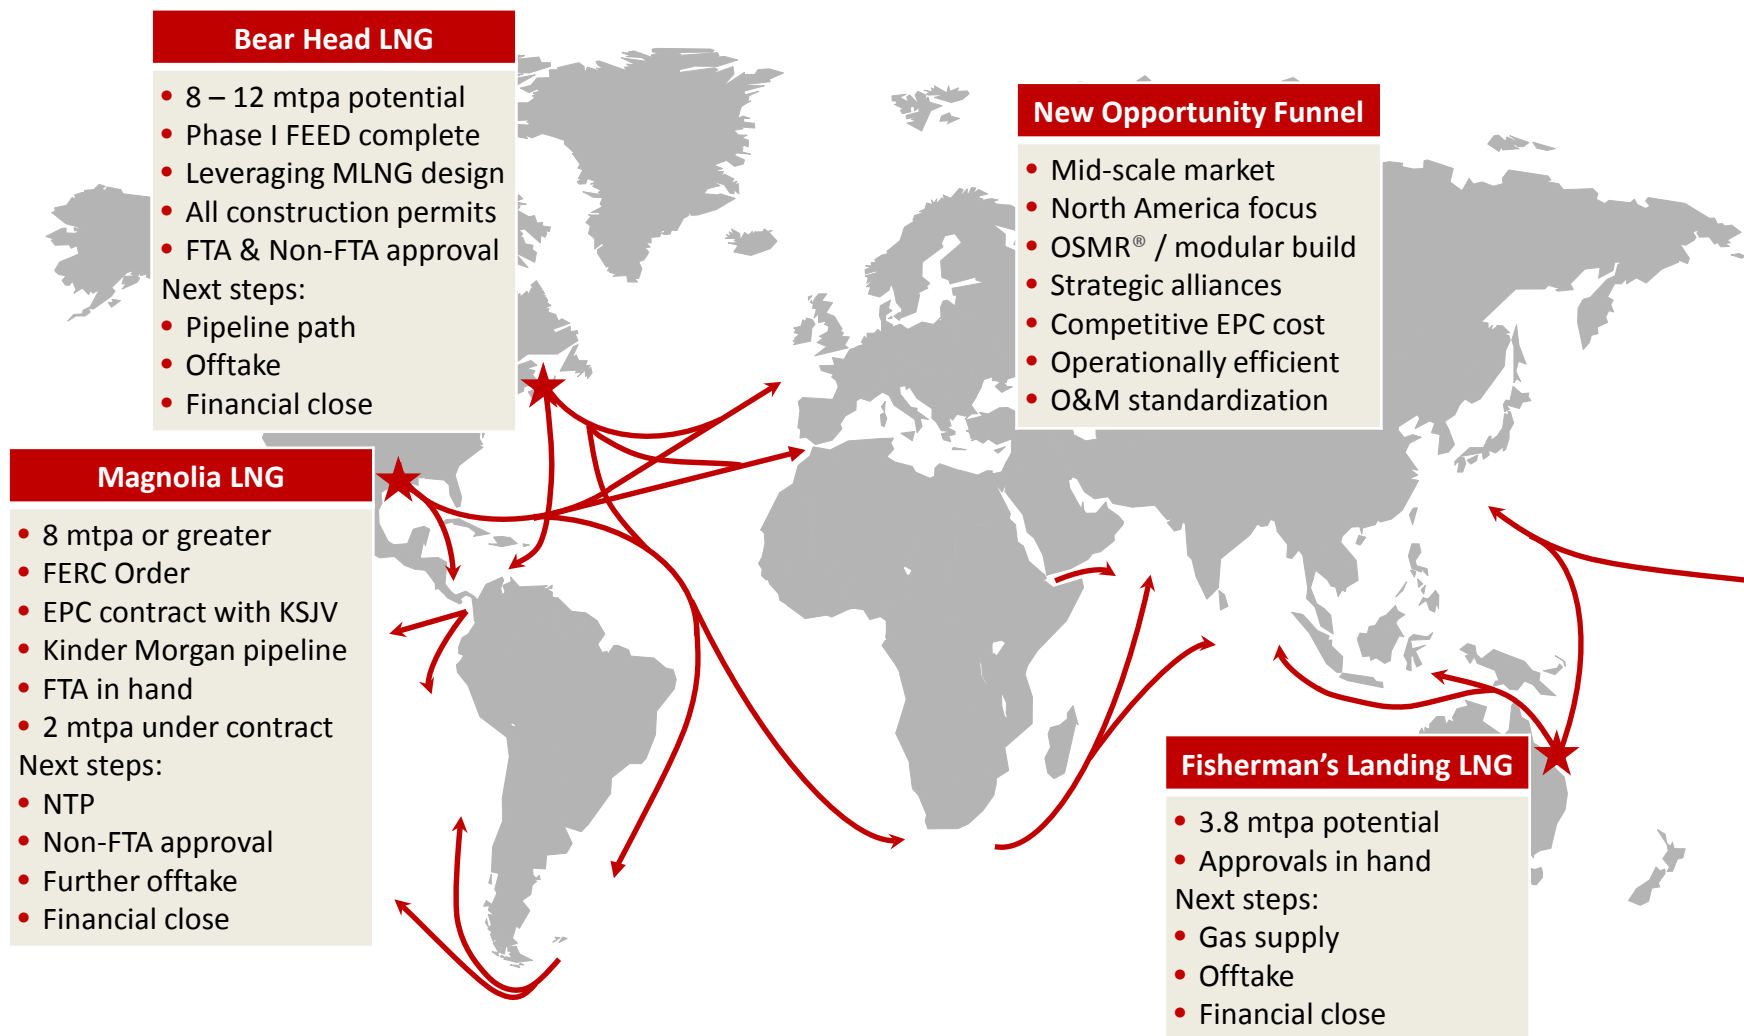 Bear Head LNG
• 8 – 12 mtpa potential
• Phase I FEED complete
• Leveraging MLNG design
• All construction permits
• FTA & Non-FTA approval
Next steps:
• Pipeline path
• Offtake
• Financial close
New Opportunity Funnel
• Mid-scale market
• North America focus
• OSMR® / modular build
• Strategic alliances
• Competitive EPC cost
• Operationally efficient
• O&M standardization
Magnolia LNG
• 8 mtpa or greater
• FERC Order
• EPC contract with KSJV
• Kinder Morgan pipeline
• FTA in hand
• 2 mtpa under contract
Next steps:
• NTP
• Non-FTA approval
• Further offtake
• Financial close
Fisherman’s Landing LNG
• 3.8 mtpa potential
• Approvals in hand
Next steps:
• Gas supply
• Offtake
• Financial close